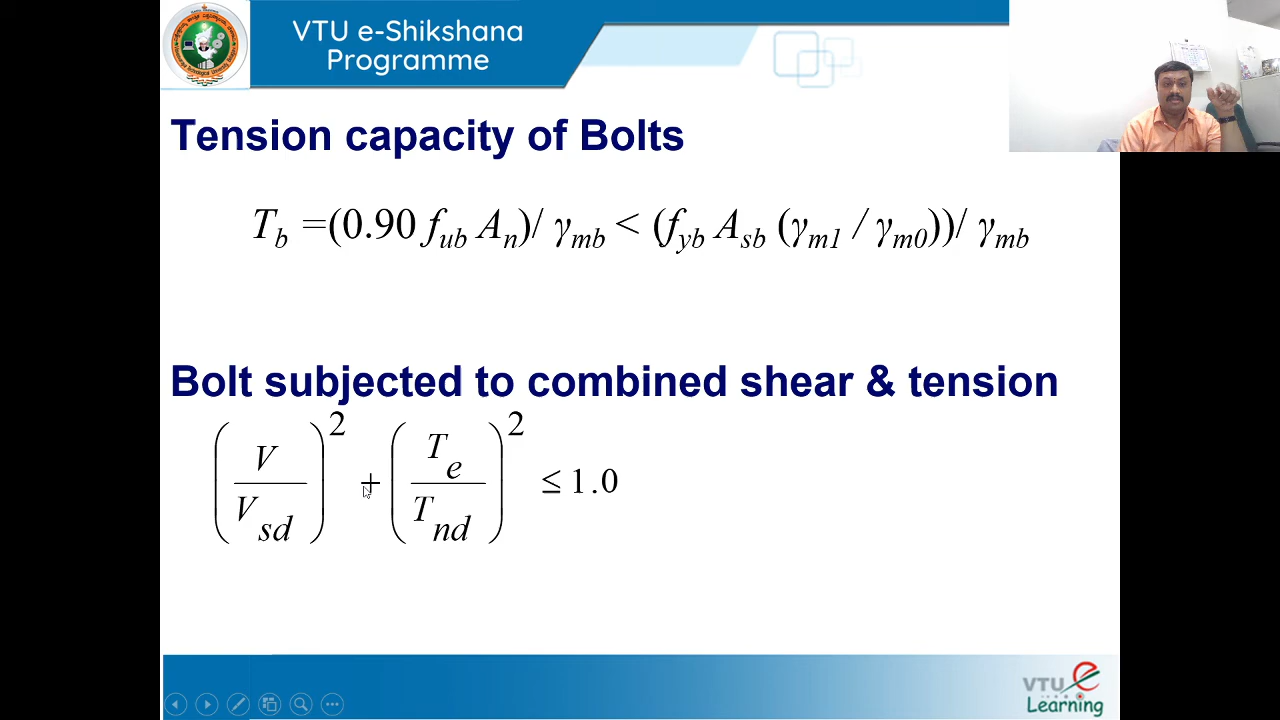 VTU e-Shikshana
Programme
Tension capacity of Bolts
T_b =(0.90 f_ub A_n)/ γ_mb < (f_yb A_sb (γ_m1 / γ_m0))/ γ_mb
Bolt subjected to combined shear & tension
(V/V_sd)^2 + (T_e/T_nd)^2 ≤ 1.0
VTU e
Learning